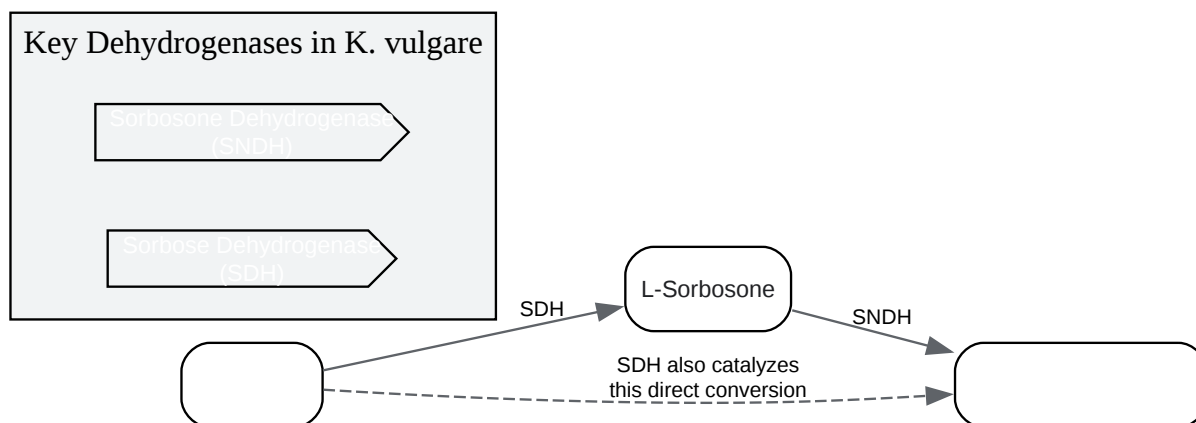 Key Dehydrogenases in K. vulgare
Sorbosone Dehydrogenase
(SNDH)
Sorbose Dehydrogenase
(SDH)
L-Sorbosone
SDH
SNDH
SDH also catalyzes
this direct conversion